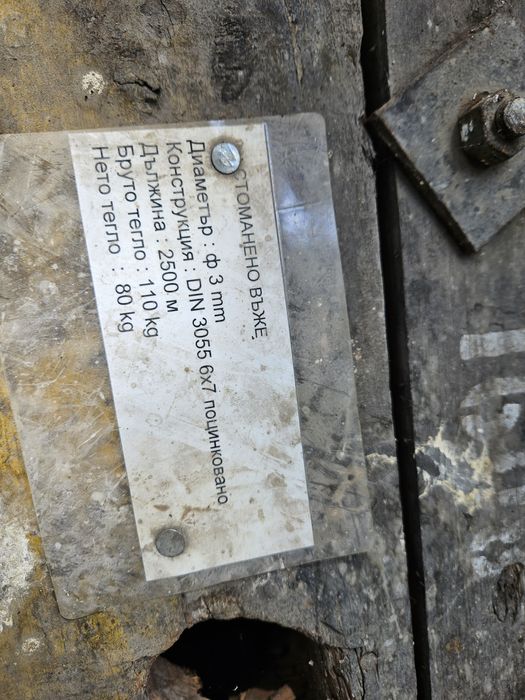 СТОМАНЕНО ВЪЖЕ
Диаметър : ф 3 mm
Конструкция : DIN 3055 6x7 поцинковано
Дължина : 2500 м
Бруто тегло : 110 kg
Нето тегло : 80 kg